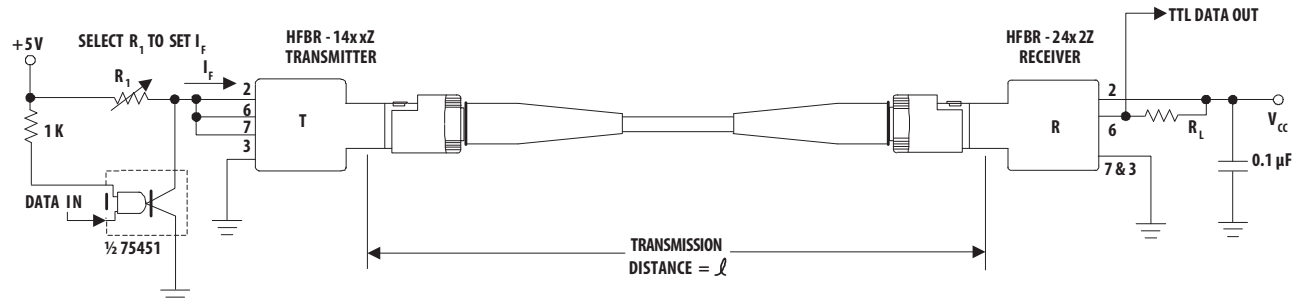 +5V
SELECT R1 TO SET IF
R1
IF
1 K
DATA IN
½ 75451
HFBR - 14xxZ
TRANSMITTER
2
6
7
3
T
TRANSMISSION
DISTANCE = ℓ
HFBR - 24x2Z
RECEIVER
R
2
6
7 & 3
TTL DATA OUT
RL
VCC
0.1 µF